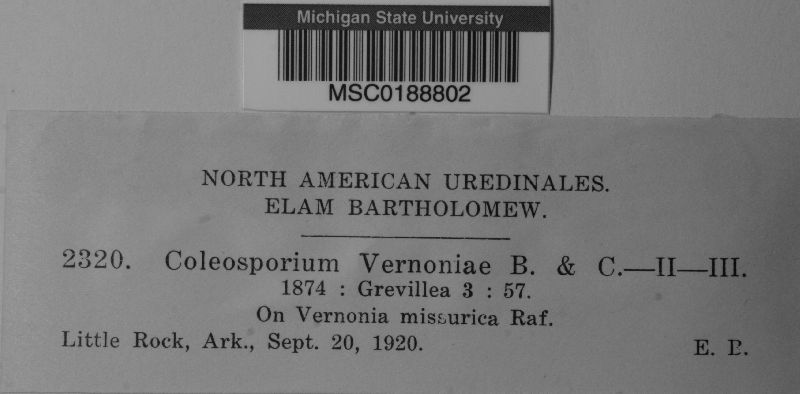 Michigan State University
MSC0188802
NORTH AMERICAN UREDINALES.
ELAM BARTHOLOMEW.
2320. Coleosporium Vernoniae B. & C.—II—III.
1874 : Grevillea 3 : 57.
On Vernonia missurica Raf.
Little Rock, Ark., Sept. 20, 1920. E. B.